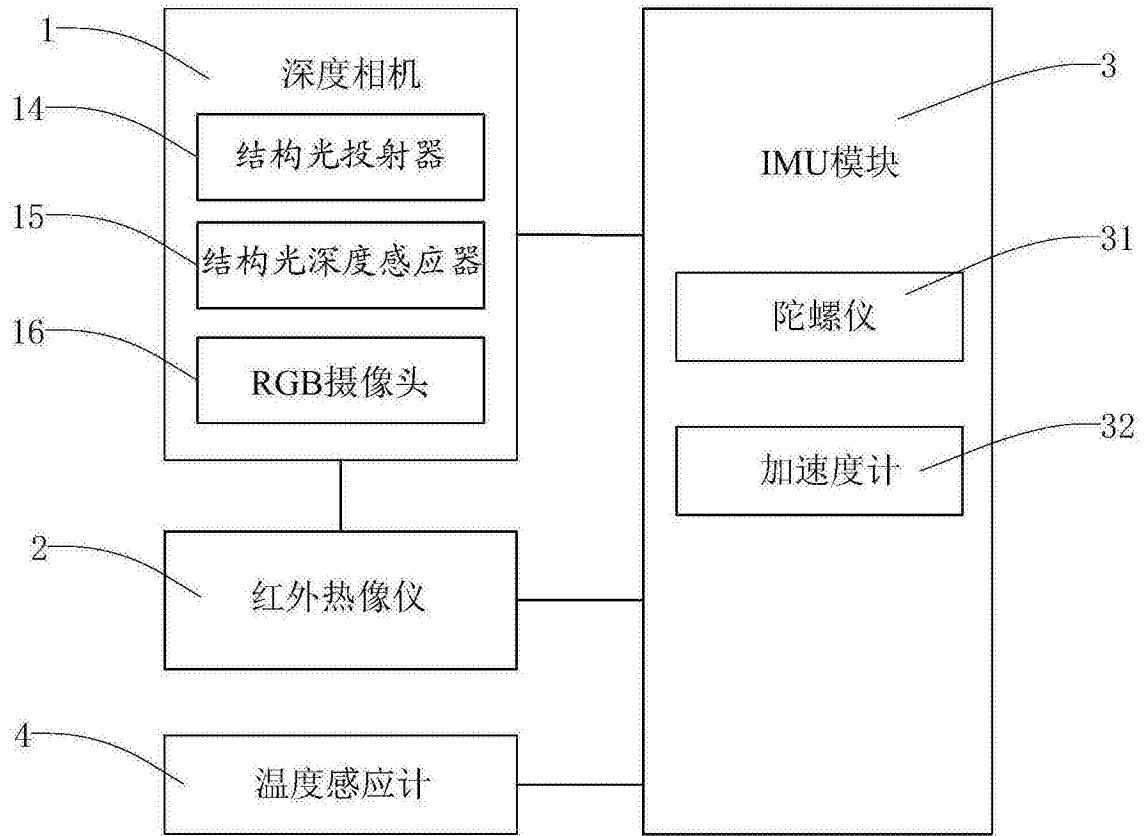 1
深度相机
14
结构光投射器
15
结构光深度感应器
16
RGB摄像头
2
红外热像仪
4
温度感应计
3
IMU模块
31
陀螺仪
32
加速度计